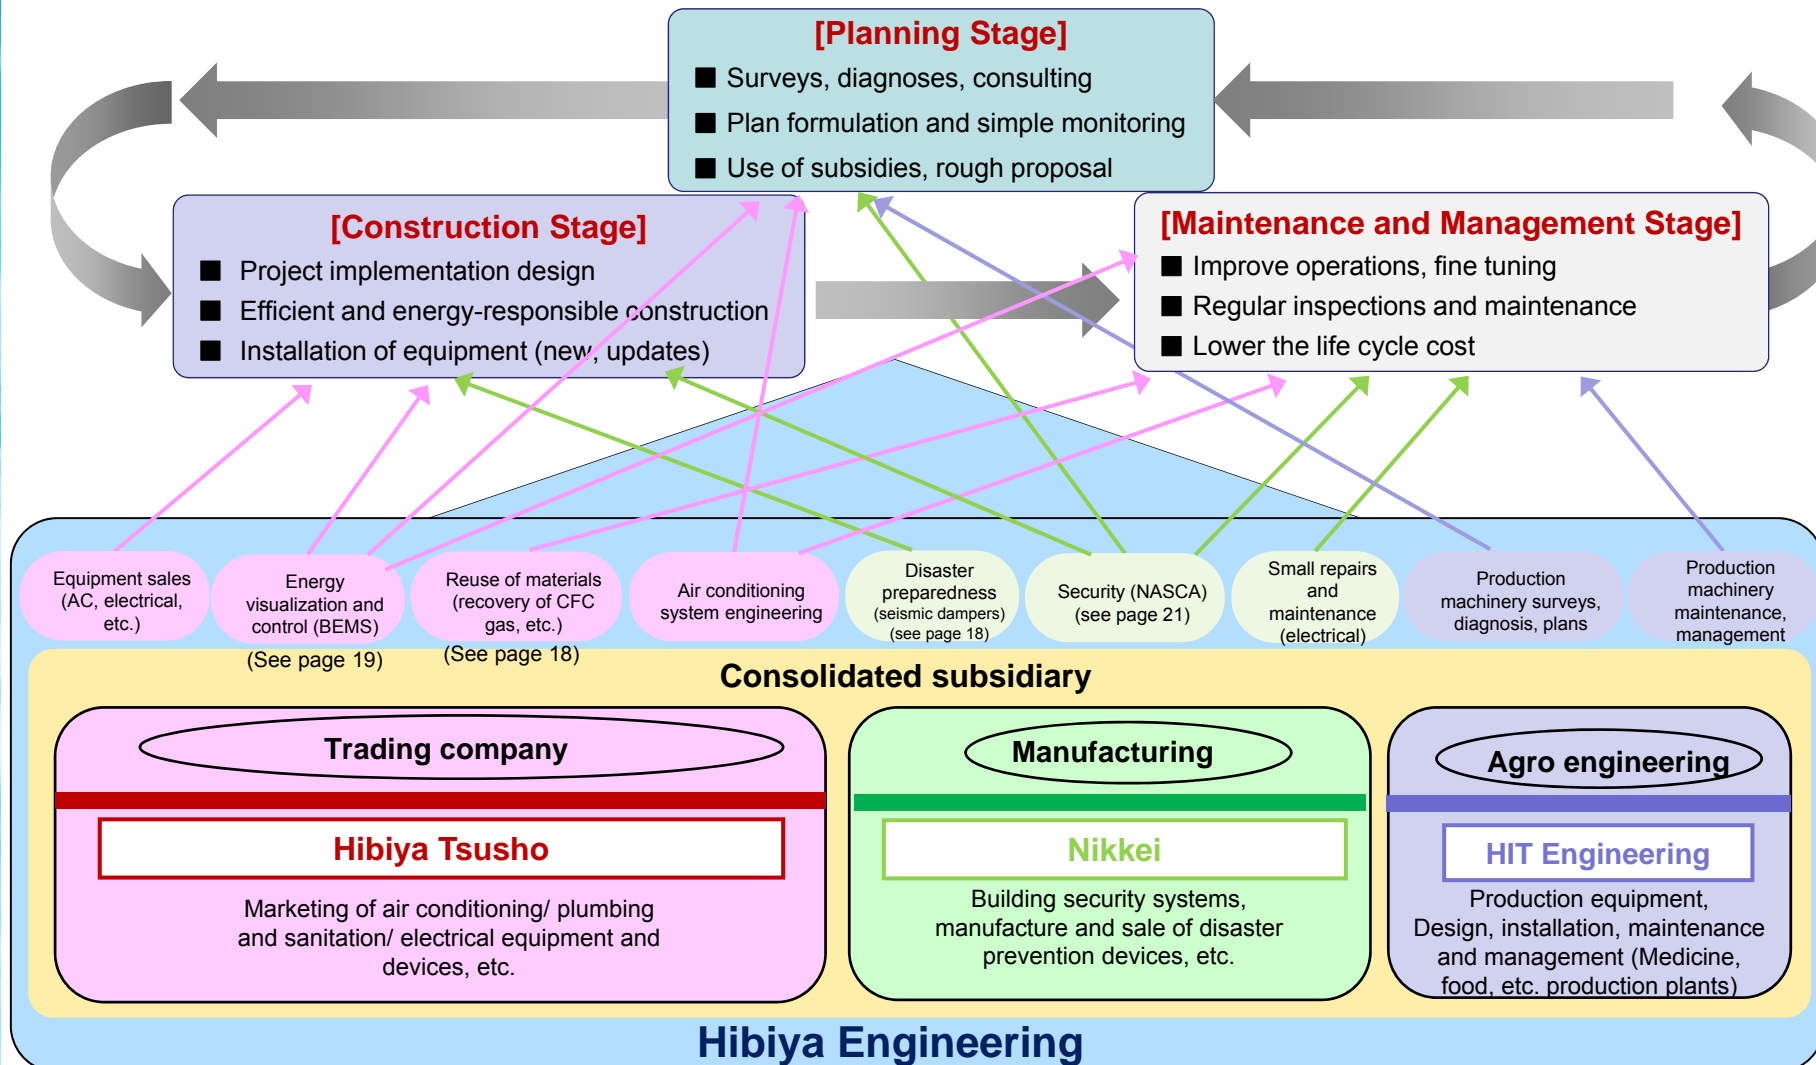 [Planning Stage]
■ Surveys, diagnoses, consulting
■ Plan formulation and simple monitoring
■ Use of subsidies, rough proposal
[Construction Stage]
■ Project implementation design
■ Efficient and energy-responsible construction
■ Installation of equipment (new, updates)
[Maintenance and Management Stage]
■ Improve operations, fine tuning
■ Regular inspections and maintenance
■ Lower the life cycle cost
Equipment sales
(AC, electrical,
etc.)
Energy
visualization and
control (BEMS)
(See page 19)
Reuse of materials
(recovery of CFC
gas, etc.)
(See page 18)
Air conditioning
system engineering
Disaster
preparedness
(seismic dampers)
(see page 18)
Security (NASCA)
(see page 21)
Small repairs
and
maintenance
(electrical)
Production
machinery surveys,
diagnosis, plans
Production
machinery
maintenance,
management
Consolidated subsidiary
Trading company
Hibiya Tsusho
Marketing of air conditioning/ plumbing
and sanitation/ electrical equipment and
devices, etc.
Manufacturing
Nikkei
Building security systems,
manufacture and sale of disaster
prevention devices, etc.
Agro engineering
HIT Engineering
Production equipment,
Design, installation, maintenance
and management (Medicine,
food, etc. production plants)
Hibiya Engineering